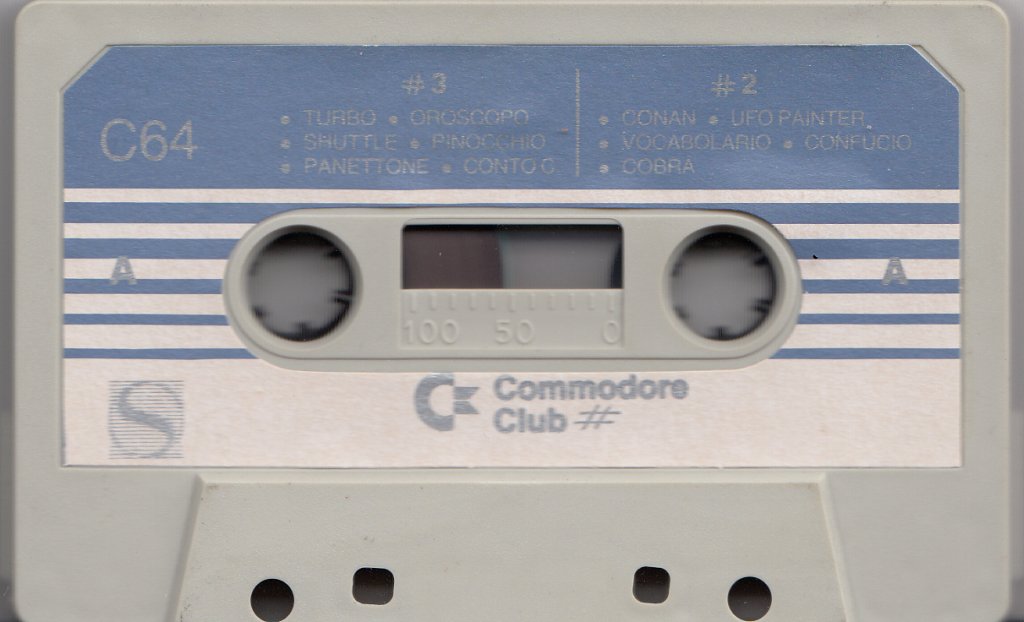 C64
#3
• TURBO • OROSCOPO
• SHUTTLE • PINOCCHIO
• PANETTONE • CONTO C.
#2
• CONAN • UFO PAINTER
• VOCABOLARIO • CONFUCIO
• COBRA
A
A
100 50 0
S
Commodore
Club #